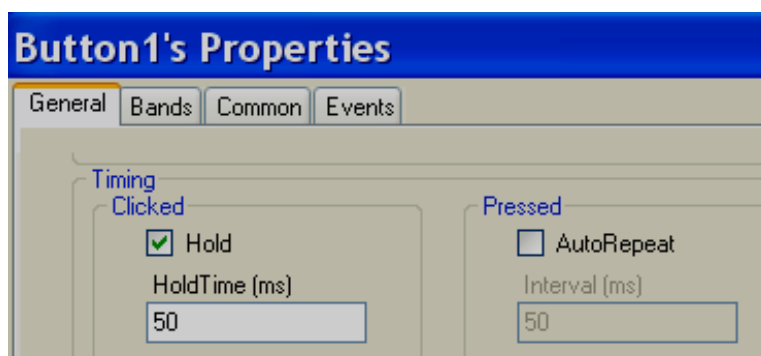 Button1's Properties
General Bands Common Events
Timing
Clicked Pressed
Hold AutoRepeat
HoldTime (ms) Interval (ms)
50 50